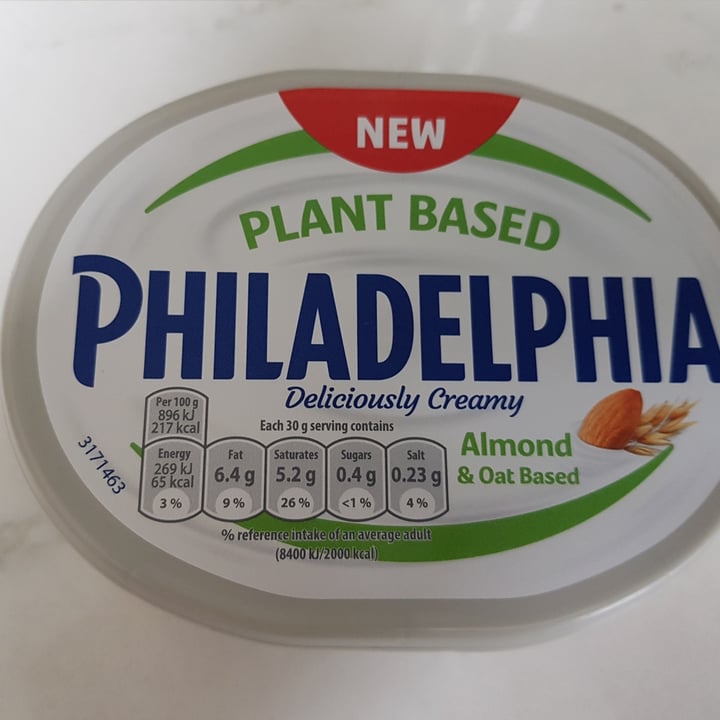 NEW
PLANT BASED
PHILADELPHIA
Deliciously Creamy
Almond
& Oat Based
Per 100 g
896 kJ
217 kcal
Each 30 g serving contains
Energy
269 kJ
65 kcal
3 %
Fat
6.4 g
9 %
Saturates
5.2 g
26 %
Sugars
0.4 g
<1 %
Salt
0.23 g
4 %
% reference intake of an average adult
(8400 kJ/2000 kcal)
3171463